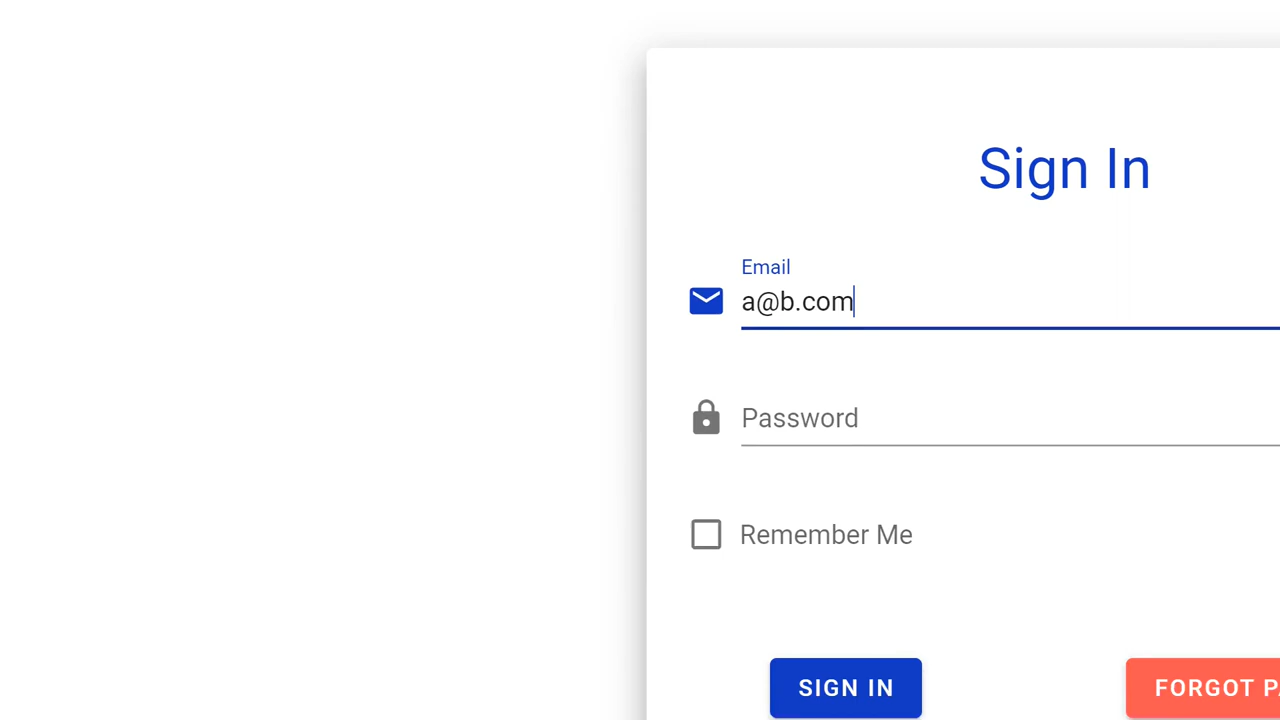 Sign In
Email
a@b.com
Password
Remember Me
SIGN IN
FORGOT